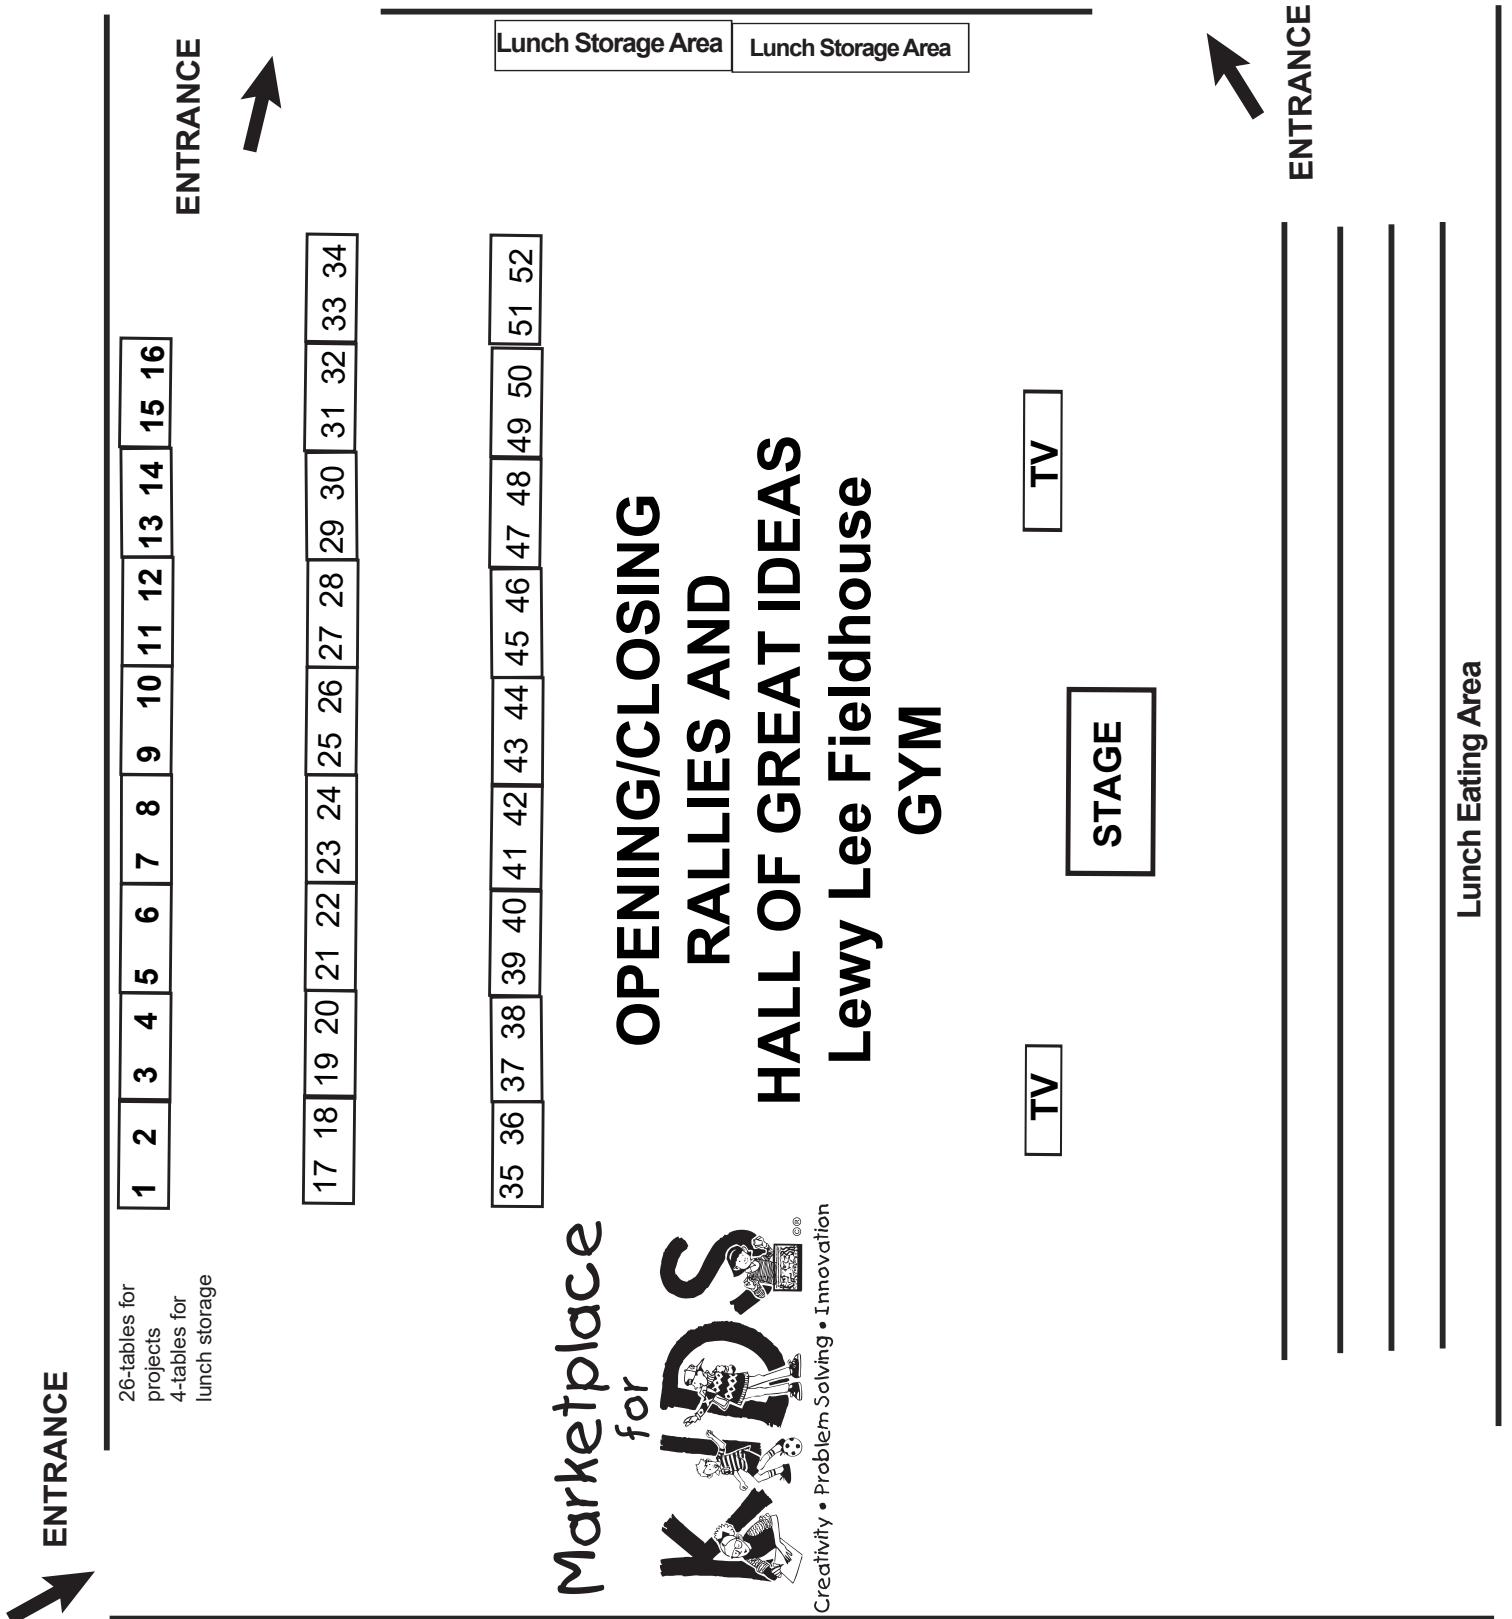 ENTRANCE
ENTRANCE
ENTRANCE
Lunch Storage Area
Lunch Storage Area
26-tables for
projects
4-tables for
lunch storage
1 2 3 4 5 6 7 8 9 10 11 12 13 14 15 16
17 18 19 20 21 22 23 24 25 26 27 28 29 30 31 32 33 34
35 36 37 38 39 40 41 42 43 44 45 46 47 48 49 50 51 52
Marketplace
for
KIDS
©®
Creativity • Problem Solving • Innovation
OPENING/CLOSING
RALLIES AND
HALL OF GREAT IDEAS
Lewy Lee Fieldhouse
GYM
TV
TV
STAGE
Lunch Eating Area